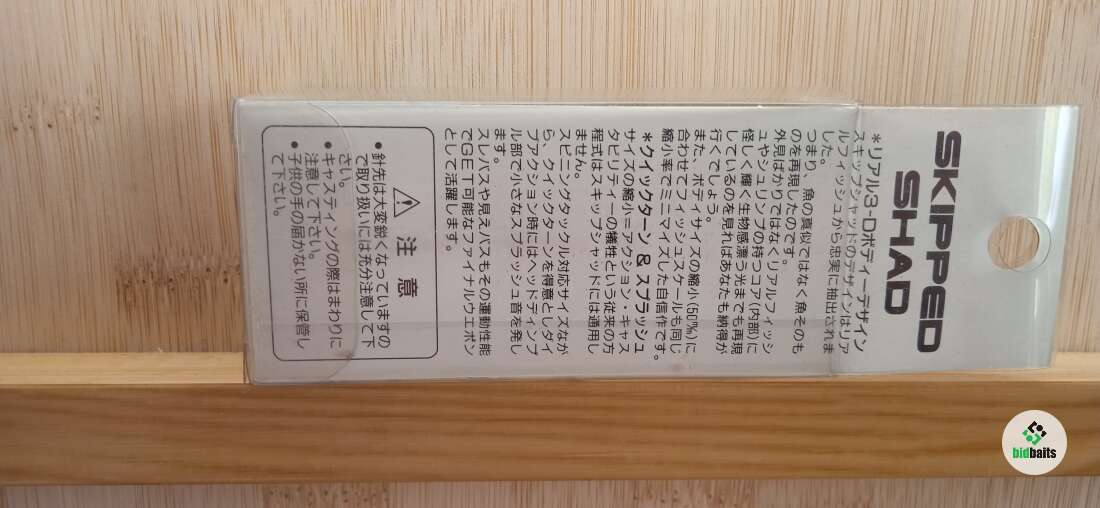 SKIPPED
SHAD
*リアル3-Dボディーデザイン
スキップシャッドのデザインはリア
ルフィッシュから忠実に抽出されま
した。
つまり、魚の真似ではなく魚そのも
のを再現したのです。
外見ばかりではなくリアルフィッシ
ュやシュリンプの持つコア(内部)に
怪しく輝く生物感漂う光までも再現
しているのを見ればあなたも納得が
行くでしょう。
また、ボディサイズの縮小(50‰)に
合わせてフィッシュスケールも同じ
縮小率でミニマイズした自信作です。
*クイックターン & スプラッシュ
サイズの縮小=アクション・キャス
タビリティーの犠牲という従来の方
程式はスキップシャッドには通用し
ません。
スピニングタックル対応サイズなが
ら、クイックターンを得意としダイ
ブアクション時にはヘッドディンプ
ル部で小さなスプラッシュ音を発し
ます。
スレバスや見えバスもその運動性能
でGET可能なファイナルウエポン
として活躍します。
注意
•針先は大変鋭くなっていますの
で取り扱いには充分注意して下
さい。
•キャスティングの際はまわりに
注意して下さい。
•子供の手の届かない所に保管し
て下さい。
bidbaits